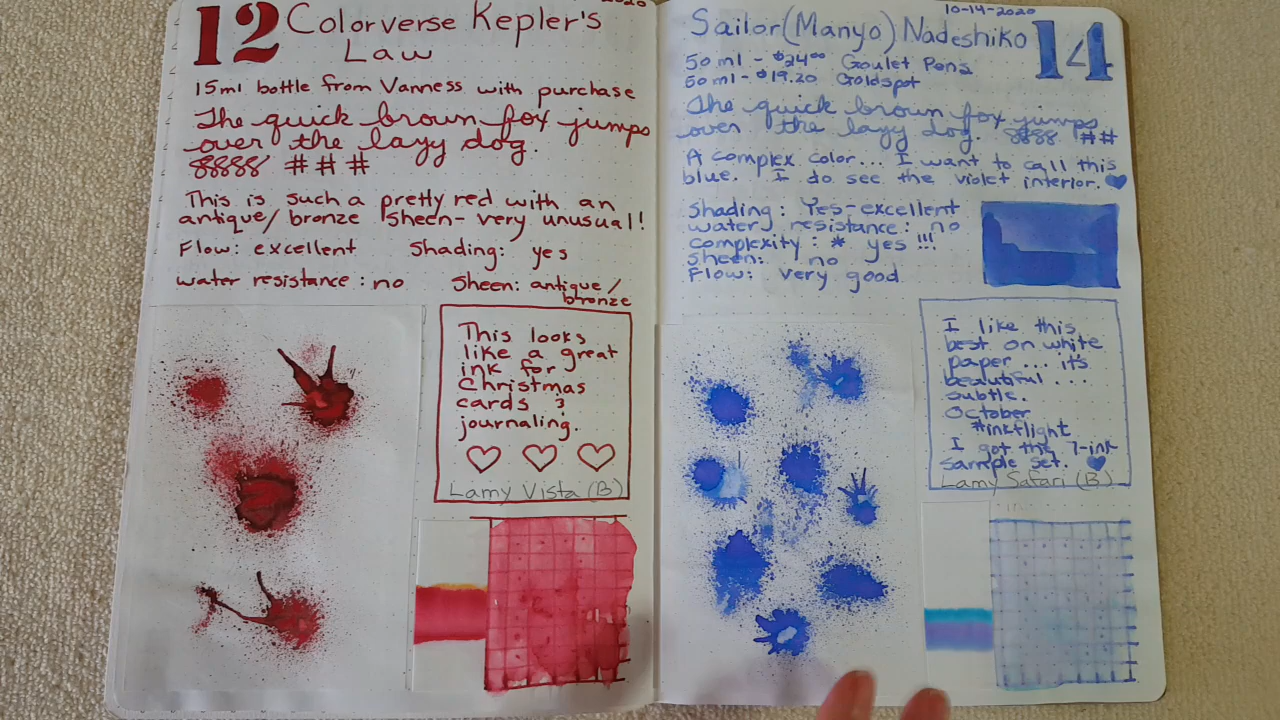 2020
12 Colorverse Kepler's
Law
15ml bottle from Vanness with purchase
The quick brown fox jumps
over the lazy dog.
8888 # # #
This is such a pretty red with an
antique/bronze sheen- very unusual!
Flow: excellent Shading: yes
water resistance: no Sheen: antique/
bronze
This looks
like a great
ink for
Christmas
cards &
journaling.
Lamy Vista (B)
10-14-2020
Sailor (Manyo) Nadeshiko 14
50 ml - $24.00 Goulet Pens
50 ml - $19.20 Goldspot
The quick brown fox jumps
over the lazy dog. 8888 ##
A complex color... I want to call this
blue. I do see the violet interior.
Shading: Yes-excellent
water resistance: no
complexity: * yes !!!
Sheen: no
Flow: very good
I like this
best on white
paper... it's
beautiful...
subtle.
October
#inkflight
I got the 7-ink
sample set.
Lamy Safari (B)